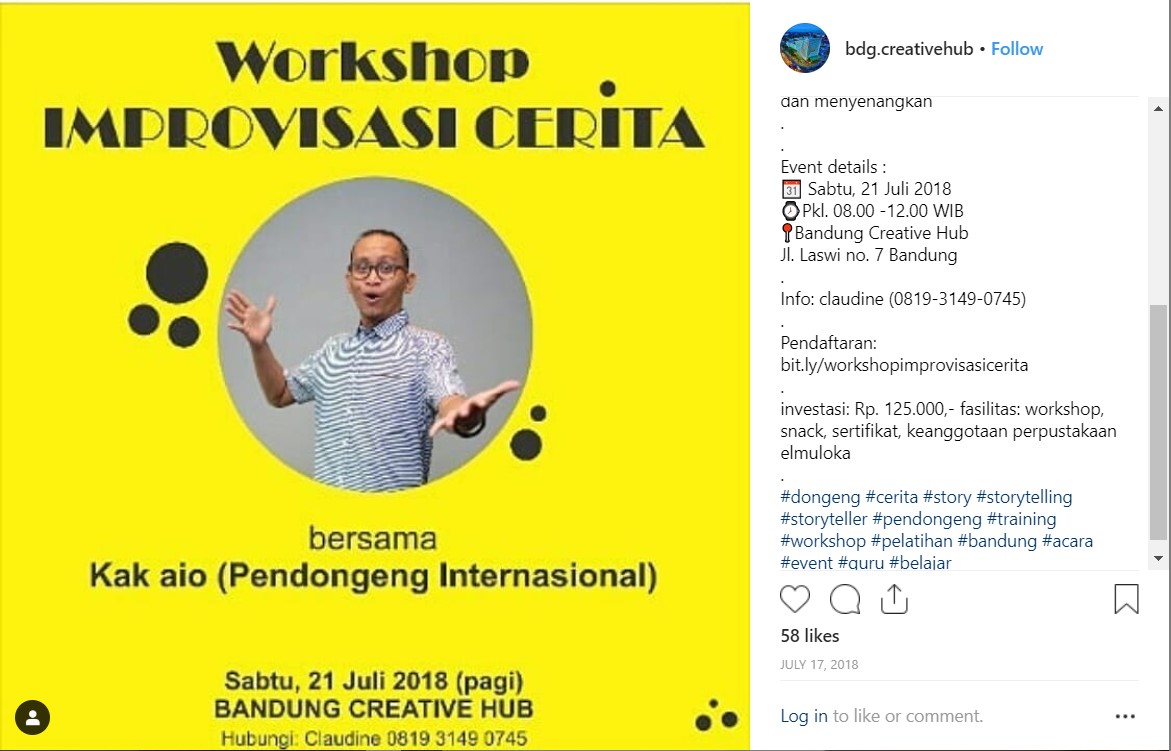 Workshop
IMPROVISASI CERiTA
bersama
Kak aio (Pendongeng Internasional)
Sabtu, 21 Juli 2018 (pagi)
BANDUNG CREATIVE HUB
Hubungi: Claudine 0819 3149 0745
bdg.creativehub • Follow
dan menyenangkan
.
.
Event details :
31 Sabtu, 21 Juli 2018
Pkl. 08.00 -12.00 WIB
Bandung Creative Hub
Jl. Laswi no. 7 Bandung
.
Info: claudine (0819-3149-0745)
.
Pendaftaran:
bit.ly/workshopimprovisasicerita
.
investasi: Rp. 125.000,- fasilitas: workshop,
snack, sertifikat, keanggotaan perpustakaan
elmuloka
.
#dongeng #cerita #story #storytelling
#storyteller #pendongeng #training
#workshop #pelatihan #bandung #acara
#event #guru #belajar
58 likes
JULY 17, 2018
Log in to like or comment.